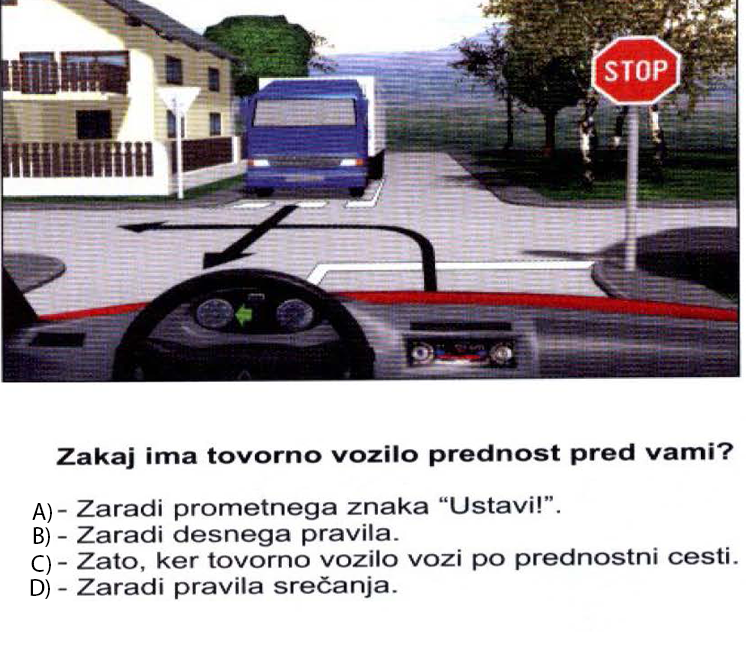 STOP
Zakaj ima tovorno vozilo prednost pred vami?
A) - Zaradi prometnega znaka “Ustavi!”.
B) - Zaradi desnega pravila.
C) - Zato, ker tovorno vozilo vozi po prednostni cesti.
D) - Zaradi pravila srečanja.